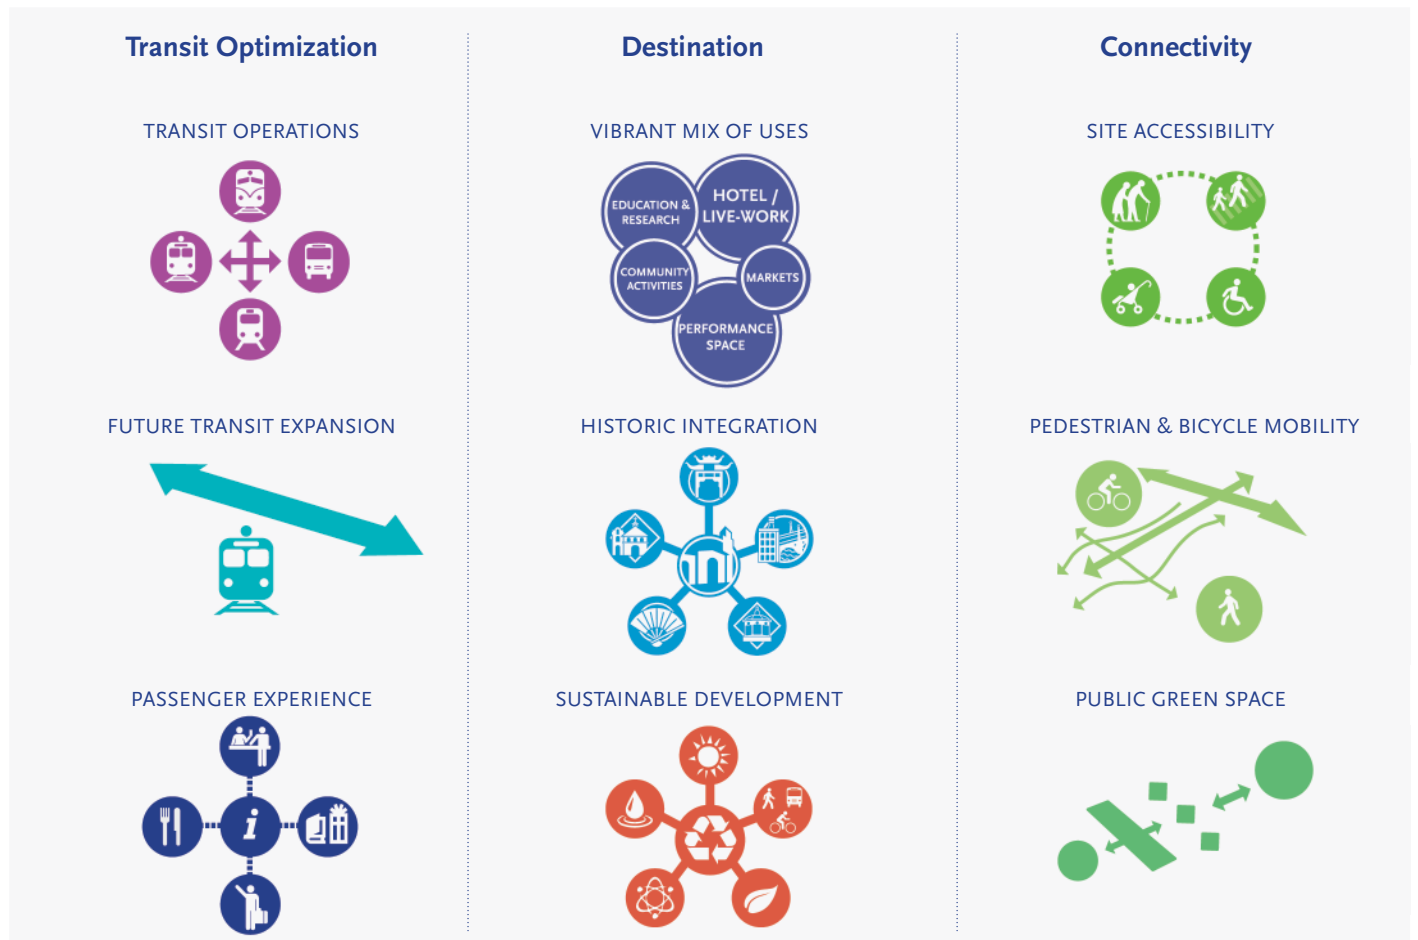 Transit Optimization
TRANSIT OPERATIONS
FUTURE TRANSIT EXPANSION
PASSENGER EXPERIENCE
i
Destination
VIBRANT MIX OF USES
EDUCATION &
RESEARCH
HOTEL /
LIVE-WORK
COMMUNITY
ACTIVITIES
MARKETS
PERFORMANCE
SPACE
HISTORIC INTEGRATION
SUSTAINABLE DEVELOPMENT
Connectivity
SITE ACCESSIBILITY
PEDESTRIAN & BICYCLE MOBILITY
PUBLIC GREEN SPACE